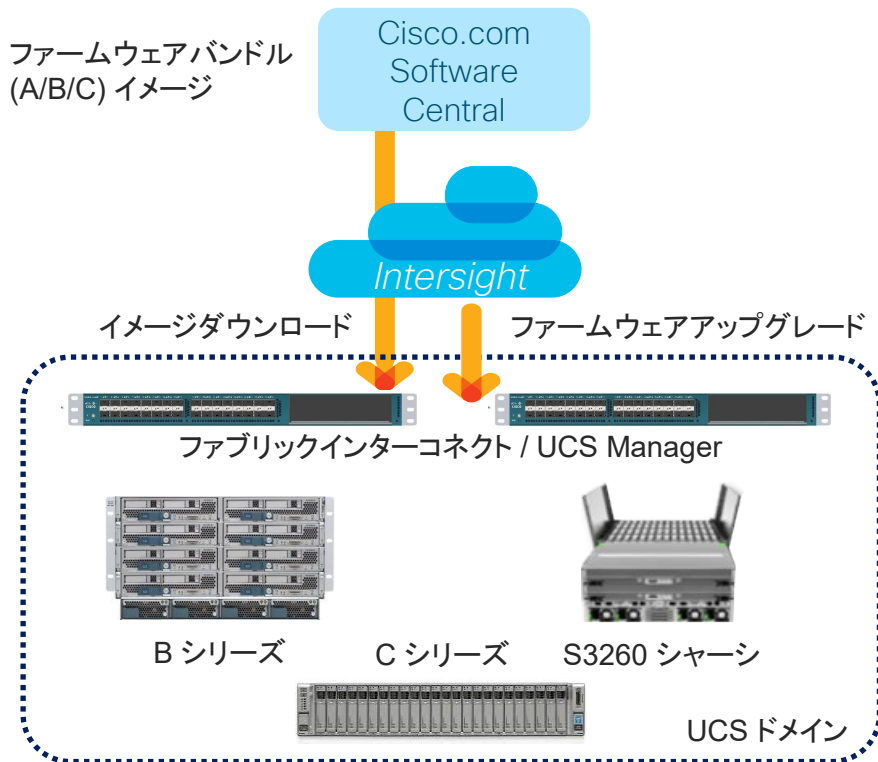 ファームウェアバンドル
(A/B/C) イメージ
Cisco.com
Software
Central
Intersight
イメージダウンロード
ファームウェアアップグレード
ファブリックインターコネクト / UCS Manager
B シリーズ
C シリーズ
S3260 シャーシ
UCS ドメイン